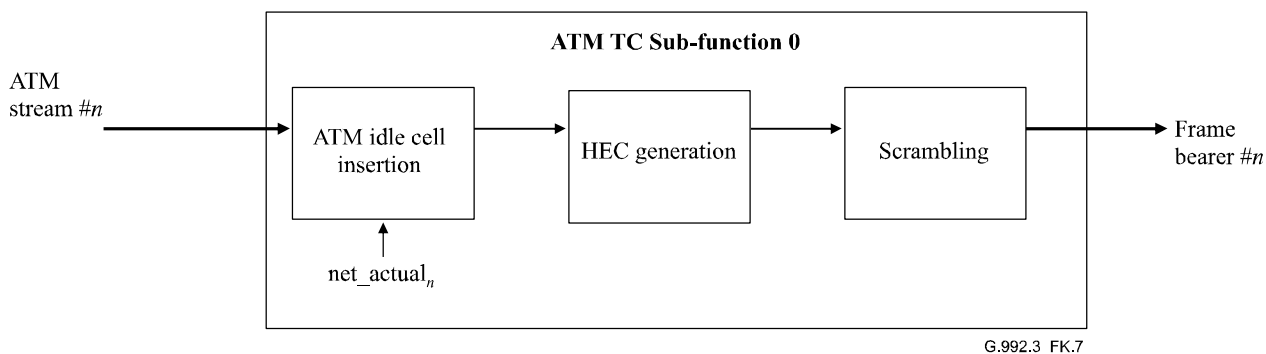 ATM TC Sub-function 0
ATM
stream #n
ATM idle cell
insertion
HEC generation
Scrambling
Frame
bearer #n
net_actualn
G.992.3 FK.7